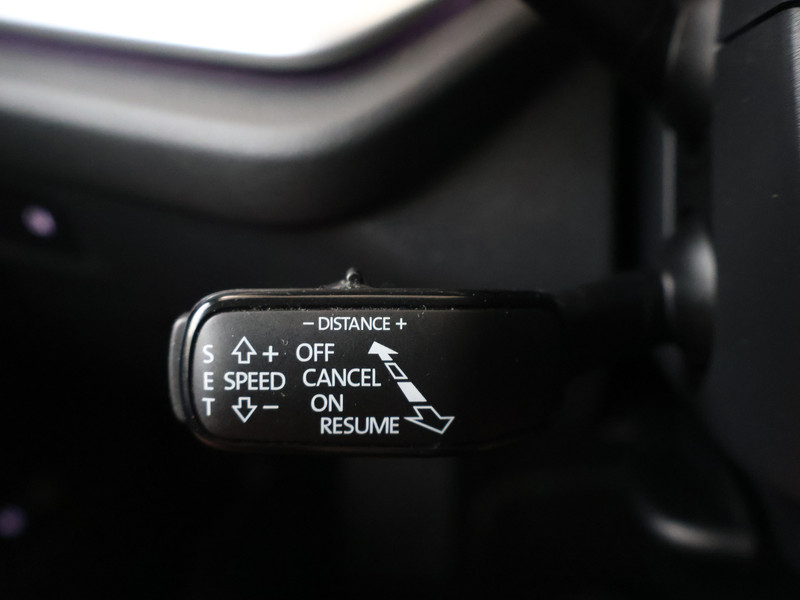 − DISTANCE +
S + OFF
E SPEED CANCEL
T − ON
RESUME